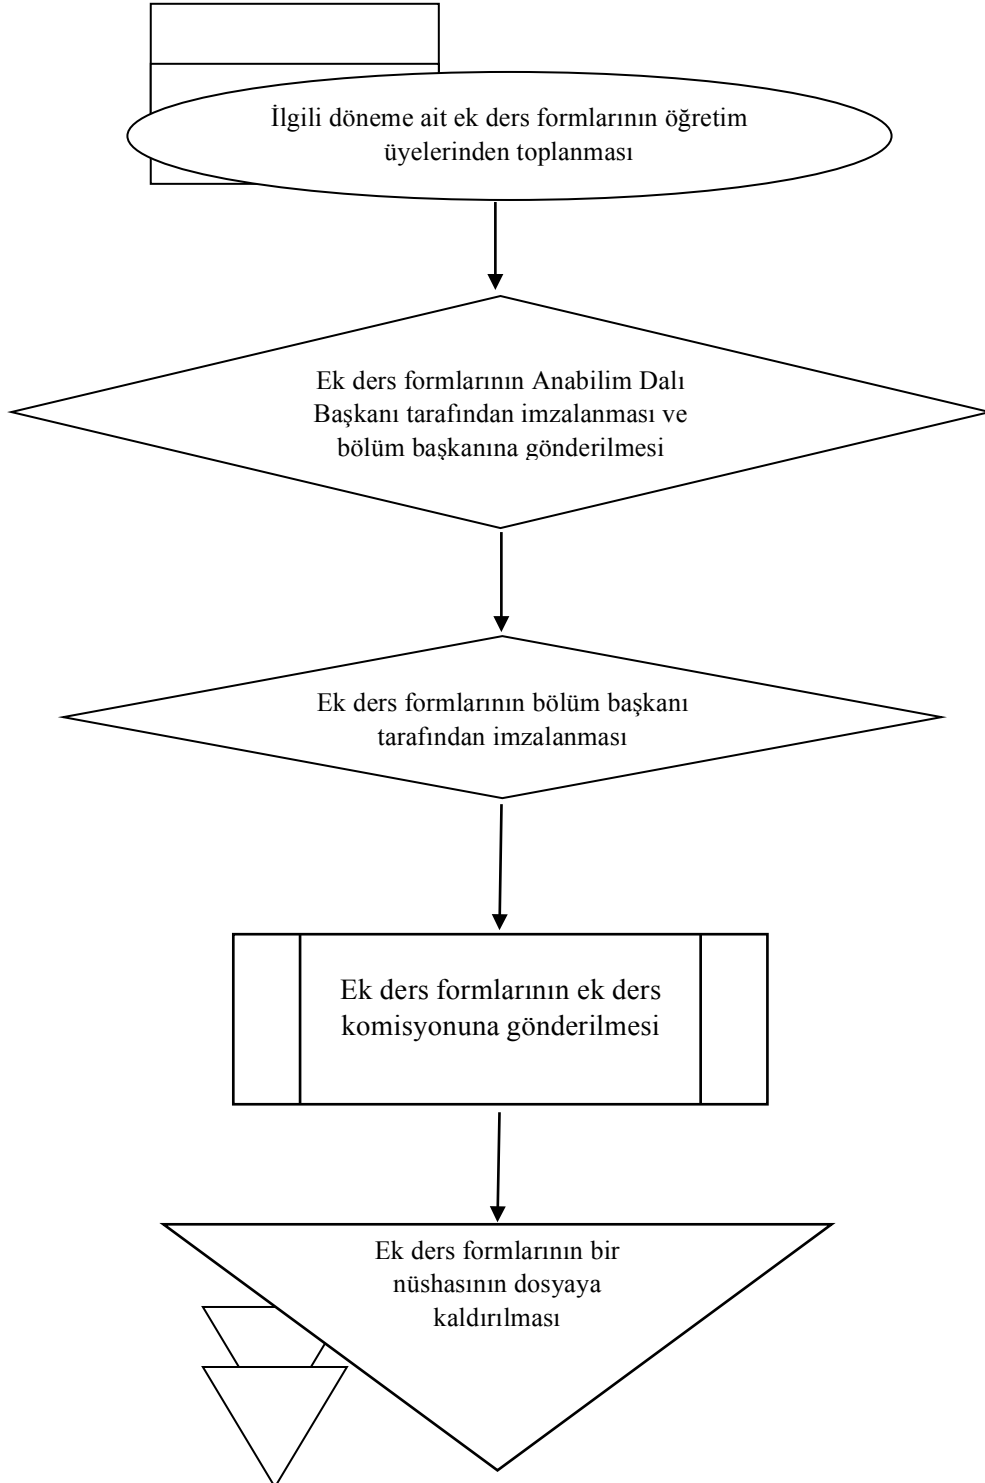 İlgili döneme ait ek ders formlarının öğretim
üyelerinden toplanması
Ek ders formlarının Anabilim Dalı
Başkanı tarafından imzalanması ve
bölüm başkanına gönderilmesi
Ek ders formlarının bölüm başkanı
tarafından imzalanması
Ek ders formlarının ek ders
komisyonuna gönderilmesi
Ek ders formlarının bir
nüshasının dosyaya
kaldırılması